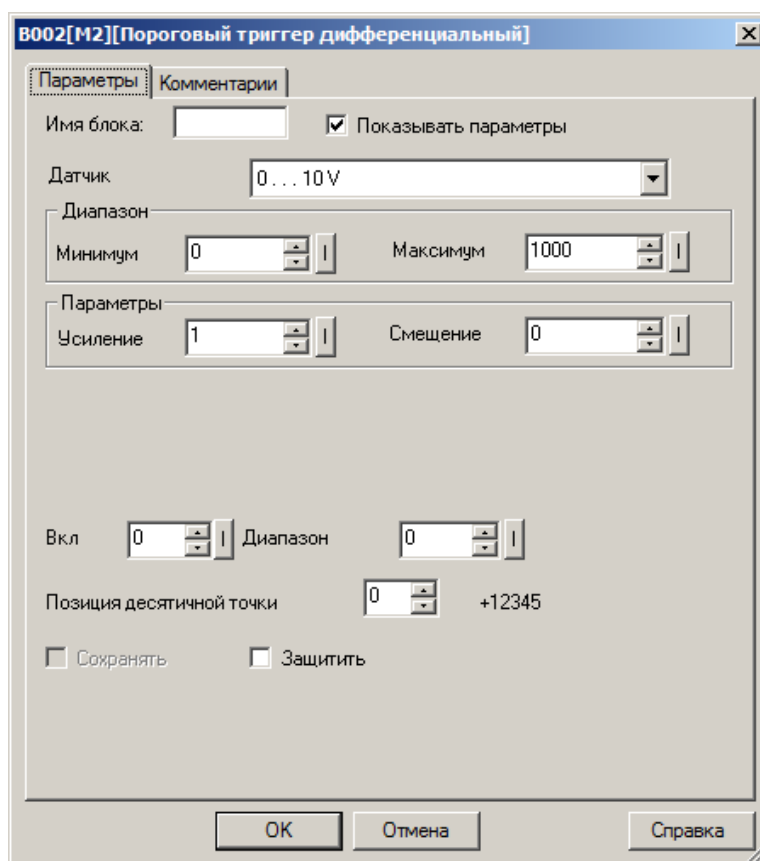 B002[M2][Пороговый триггер дифференциальный]
Параметры Комментарии
Имя блока: Показывать параметры
Датчик 0...10V
Диапазон
Минимум 0 Максимум 1000
Параметры
Усиление 1 Смещение 0
Вкл 0 Диапазон 0
Позиция десятичной точки 0 +12345
Сохранять Защитить
OK Отмена Справка